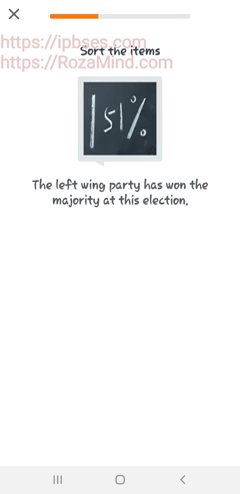 https://ipbses.com
Sort the items
https://RozaMind.com
51%
The left wing party has won the
majority at this election.